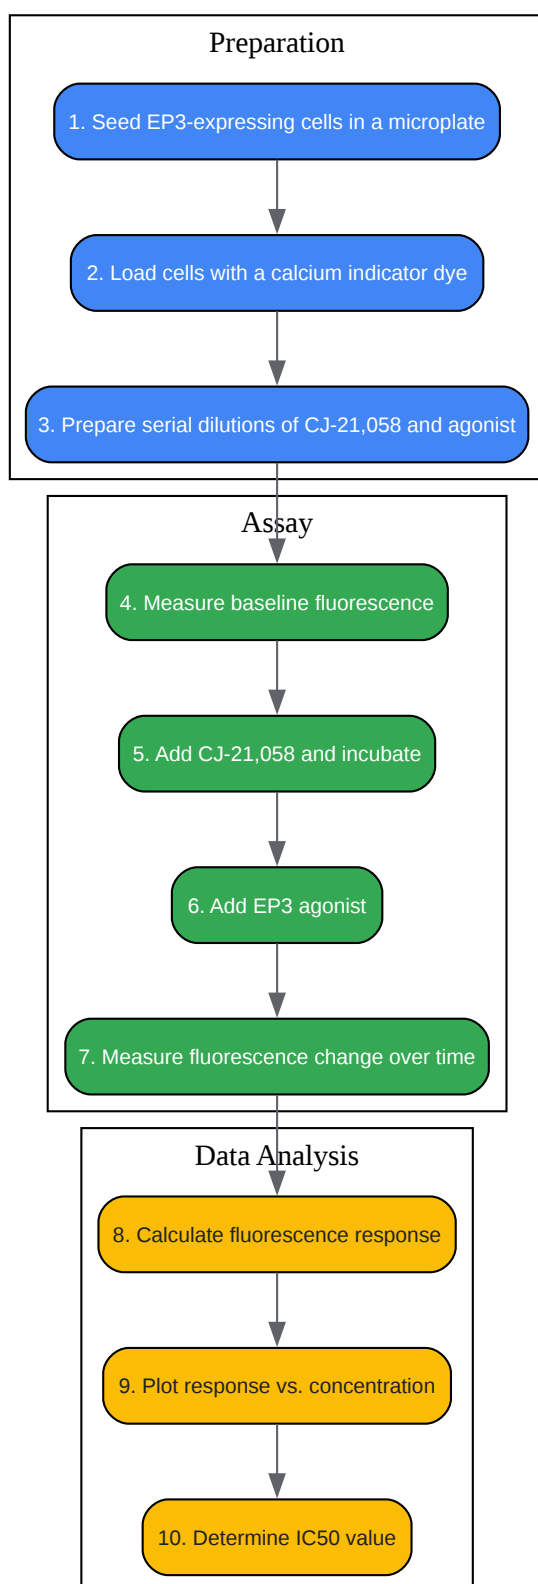 Preparation
1. Seed EP3-expressing cells in a microplate
2. Load cells with a calcium indicator dye
3. Prepare serial dilutions of CJ-21,058 and agonist
Assay
4. Measure baseline fluorescence
5. Add CJ-21,058 and incubate
6. Add EP3 agonist
7. Measure fluorescence change over time
Data Analysis
8. Calculate fluorescence response
9. Plot response vs. concentration
10. Determine IC50 value